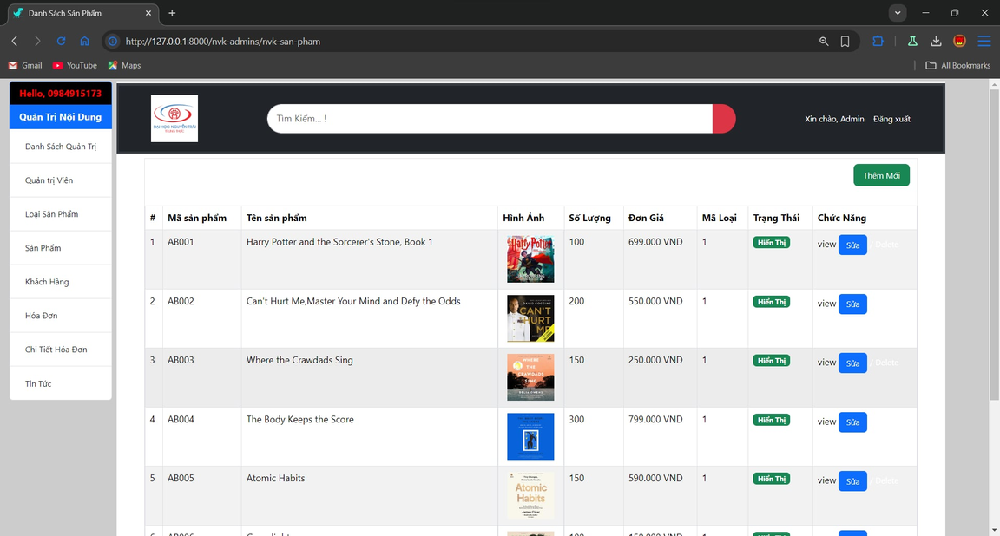 Danh Sách Sản Phẩm
http://127.0.0.1:8000/nvk-admins/nvk-san-pham
Gmail YouTube Maps All Bookmarks
Hello, 0984915173
Quản Trị Nội Dung
Danh Sách Quản Trị
Quản trị Viên
Loại Sản Phẩm
Sản Phẩm
Khách Hàng
Hóa Đơn
Chi Tiết Hóa Đơn
Tin Tức
ĐẠI HỌC NGUYỄN TRÃI
Tìm Kiếm... !
Xin chào, Admin Đăng xuất
Thêm Mới
# Mã sản phẩm Tên sản phẩm Hình Ảnh Số Lượng Đơn Giá Mã Loại Trạng Thái Chức Năng
1 AB001 Harry Potter and the Sorcerer's Stone, Book 1 Harry Potter 100 699.000 VND 1 Hiển Thị view Sửa / Delete
2 AB002 Can't Hurt Me,Master Your Mind and Defy the Odds 200 550.000 VND 1 Hiển Thị view Sửa
DAVID GOGGINS
CAN'T
HURT
ME
3 AB003 Where the Crawdads Sing 150 250.000 VND 1 Hiển Thị view Sửa / Delete
WHERE
THE
CRAWDADS
SING
DELIA OWENS
4 AB004 The Body Keeps the Score 300 799.000 VND 1 Hiển Thị view Sửa
5 AB005 Atomic Habits 150 590.000 VND 1 Hiển Thị view Sửa / Delete
Atomic
Habits
James Clear